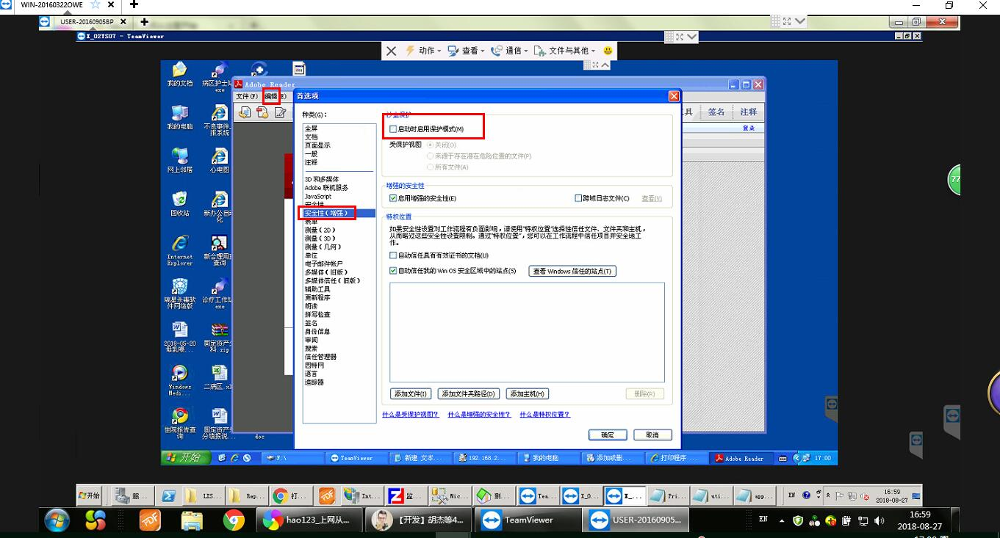 WIN-20160322OWE
USER-20160905BP
X_O2YS07 - TeamViewer
动作
查看
通信
文件与其他
我的文档
病区护士站
exe
Adobe Reader
文件(F)
编辑(E)
首选项
种类(G):
全屏
文档
页面显示
一般
注释
3D 和多媒体
Adobe 联机服务
JavaScript
安全性
安全性(增强)
表单
测量(2D)
测量(3D)
测量(几何)
单位
电子邮件帐户
多媒体(旧版)
多媒体信任(旧版)
辅助工具
更新程序
朗读
拼写检查
签名
身份信息
审阅
搜索
信任管理器
因特网
语言
追踪器
沙盒保护
启动时启用保护模式(M)
受保护视图
关闭(O)
来源于存在潜在危险位置的文件(P)
所有文件(A)
增强的安全性
启用增强的安全性(E)
跨域日志文件(C)
查看(V)
特权位置
如果安全性设置对工作流程有负面影响，请使用“特权位置”选择性信任文件、文件夹和主机，
从而略过这些安全性设置限制。通过“特权位置”，您可以在工作流程中信任项目并安全地工
作。
自动信任具有有效证书的文档(U)
自动信任我的 Win OS 安全区域中的站点(S)
查看 Windows 信任的站点(T)
添加文件(I)
添加文件夹路径(D)
添加主机(H)
删除(R)
什么是受保护视图?
什么是增强的安全性?
什么是特权位置?
确定
取消
具
签名
注释
登录
我的电脑
不良事件
报系统
网上邻居
心电图
回收站
新办公自
化
Internet
Explorer
新合理用
查询
瑞星杀毒软
件网络版
诊疗工作站
exe
2018-05-20
母乳喂...
固定资产
科.zip
Windows
Medi...
二病区.x
住院报告查
询
固定资产
分填报说...
doc
77
开始
F:\
TeamViewer
新建 文本...
192.168.2...
我的电脑
添加或删...
打印程序 ...
Adobe Reader
17:00
开始
服...
LIS...
Rep...
打...
Int...
监...
Mic...
测...
Tea...
X_O...
X_...
Pri...
uti...
app...
EN
16:59
2018-08-27
PDF
hao123_上网从...
【开发】胡杰等4...
TeamViewer
USER-20160905...
EN
16:59
2018-08-27